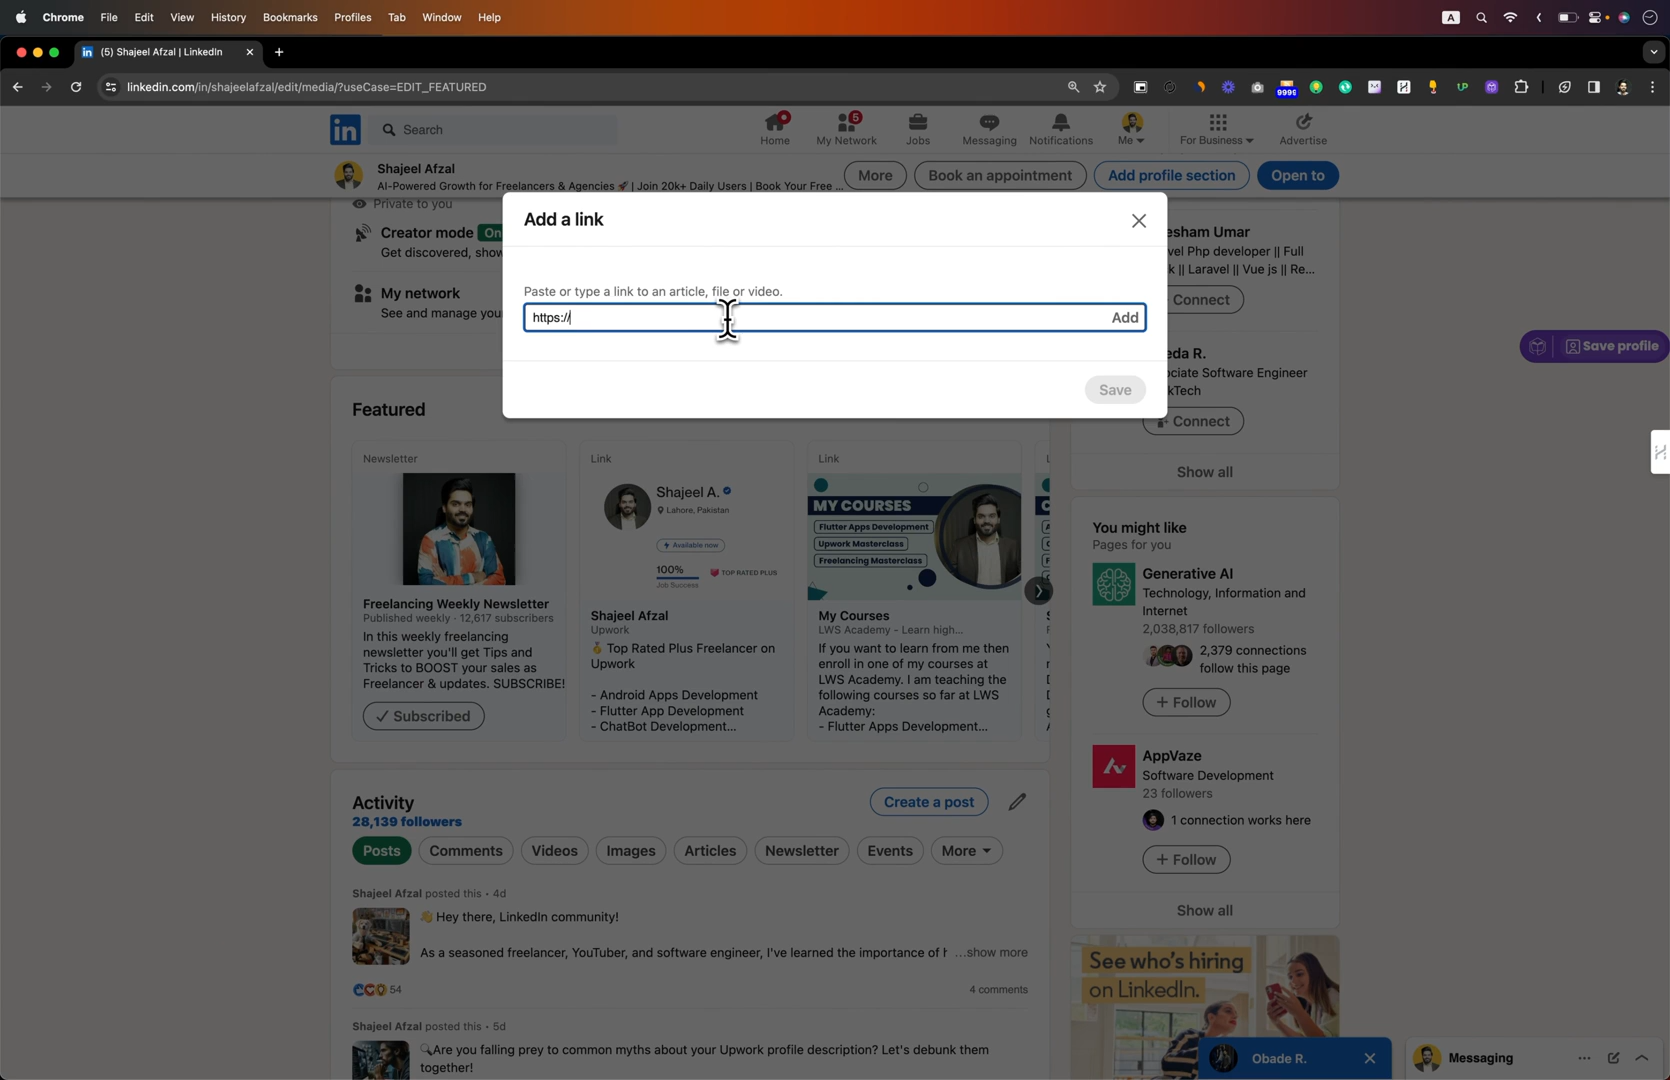 Chrome File Edit View History Bookmarks Profiles Tab Window Help
A
in (5) Shajeel Afzal | LinkedIn
linkedin.com/in/shajeelafzal/edit/media/?useCase=EDIT_FEATURED
9999
UP
in Search
Home
5
My Network
Jobs
Messaging
Notifications
Me
For Business
Advertise
Shajeel Afzal
AI-Powered Growth for Freelancers & Agencies 🚀 | Join 20k+ Daily Users | Book Your Free ...
More
Book an appointment
Add profile section
Open to
Private to you
Creator mode On
Get discovered, show
My network
See and manage you
Add a link
Paste or type a link to an article, file or video.
https://
Add
Save
esham Umar
vel Php developer || Full
k || Laravel || Vue js || Re...
Connect
eda R.
ciate Software Engineer
kTech
Connect
Show all
Save profile
Featured
Newsletter
Freelancing Weekly Newsletter
Published weekly · 12,617 subscribers
In this weekly freelancing
newsletter you'll get Tips and
Tricks to BOOST your sales as
Freelancer & updates. SUBSCRIBE!
✓ Subscribed
Link
Shajeel A.
Lahore, Pakistan
Available now
100%
Job Success
TOP RATED PLUS
Shajeel Afzal
Upwork
🏅 Top Rated Plus Freelancer on
Upwork
- Android Apps Development
- Flutter App Development
- ChatBot Development...
Link
MY COURSES
Flutter Apps Development
Upwork Masterclass
Freelancing Masterclass
My Courses
LWS Academy - Learn high...
If you want to learn from me then
enroll in one of my courses at
LWS Academy. I am teaching the
following courses so far at LWS
Academy:
- Flutter Apps Development...
You might like
Pages for you
Generative AI
Technology, Information and
Internet
2,038,817 followers
2,379 connections
follow this page
+ Follow
AppVaze
Software Development
23 followers
1 connection works here
+ Follow
Show all
Activity
28,139 followers
Create a post
Posts
Comments
Videos
Images
Articles
Newsletter
Events
More
Shajeel Afzal posted this • 4d
👋 Hey there, LinkedIn community!
As a seasoned freelancer, YouTuber, and software engineer, I've learned the importance of h ...show more
54
4 comments
Shajeel Afzal posted this • 5d
🔍Are you falling prey to common myths about your Upwork profile description? Let's debunk them
together!
See who's hiring
on LinkedIn.
Obade R.
Messaging